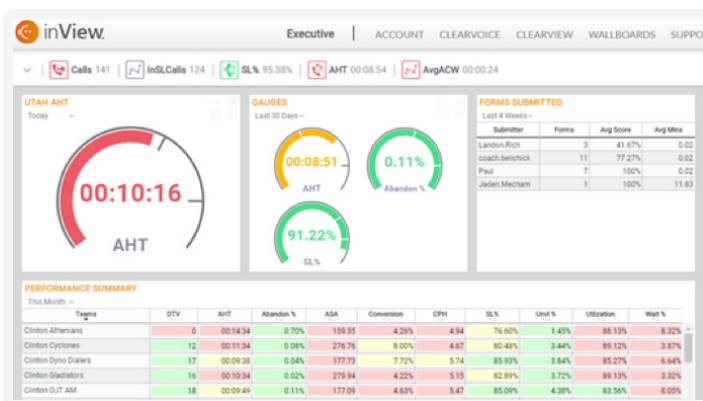 inView.
Executive | ACCOUNT CLEARVOICE CLEARVIEW WALLBOARDS SUPPO
Calls 141 | InSLCalls 124 | SL% 95.38% | AHT 00:08:54 | AvgACW 00:00:24
UTAH AHT
Today
00:10:16
AHT
GAUGES
Last 30 Days
00:08:51
AHT
0.11%
Abandon %
91.22%
SL%
FORMS SUBMITTED
Last 4 Weeks
Submitter Forms Avg Score Avg Mins
Landon.Rich 3 41.67% 0.02
coach.belichick 11 77.27% 0.02
Paul 7 100% 0.02
Jaden.Mecham 1 100% 11.83
PERFORMANCE SUMMARY
This Month
Teams DTV AHT Abandon % ASA Conversion CPH SL% Unvl % Utilization Wait %
Clinton Athenians 0 00:14:34 0.70% 159.35 4.26% 4.94 76.60% 1.45% 88.13% 8.32%
Clinton Cyclones 12 00:11:34 0.08% 276.76 8.00% 4.67 80.48% 3.44% 89.12% 3.87%
Clinton Dyno Dialers 17 00:09:38 0.04% 177.73 7.72% 5.74 85.93% 3.84% 85.27% 6.64%
Clinton Gladiators 16 00:10:34 0.02% 279.94 4.22% 5.15 82.89% 3.72% 89.13% 3.32%
Clinton OJT AM 18 00:09:49 0.11% 177.09 4.63% 5.47 85.09% 4.38% 83.56% 8.05%